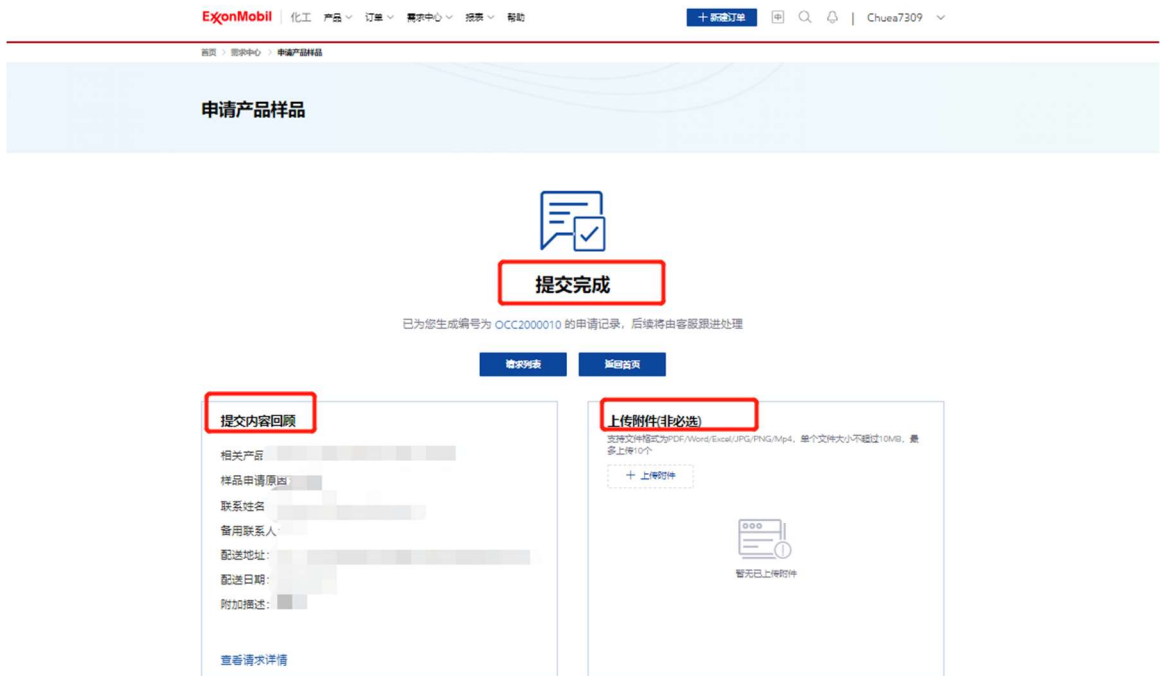 ExxonMobil 化工 产品 订单 需求中心 报表 帮助 + 新建订单 中 Chuea7309
首页 > 需求中心 > 申请产品样品
申请产品样品
提交完成
已为您生成编号为 OCC2000010 的申请记录，后续将由客服跟进处理
请求列表 返回首页
提交内容回顾
相关产品
样品申请原因
联系姓名
备用联系人
配送地址：
配送日期：
附加描述：
查看请求详情
上传附件(非必选)
支持文件格式为PDF/Word/Excel/JPG/PNG/Mp4，单个文件大小不超过10MB，最
多上传10个
+ 上传附件
暂无已上传附件